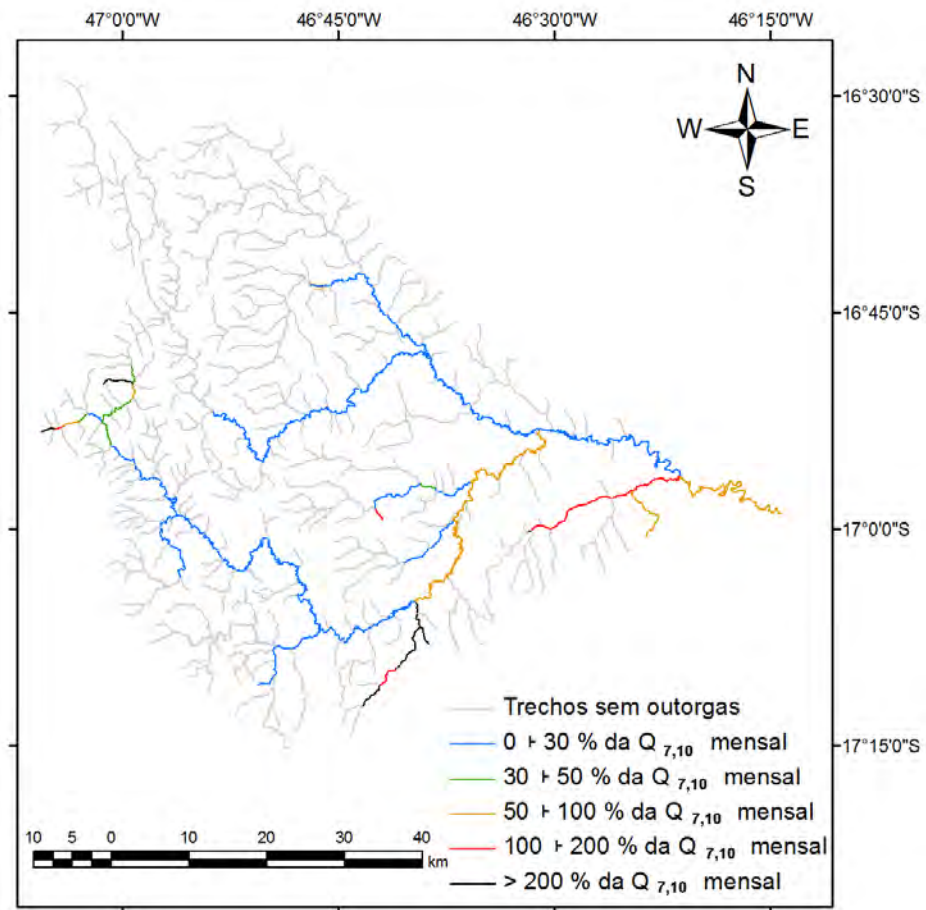 47°0'0"W 46°45'0"W 46°30'0"W 46°15'0"W
16°30'0"S
N
W E
S
16°45'0"S
17°0'0"S
Trechos sem outorgas
0 ⊦ 30 % da Q 7,10 mensal
17°15'0"S
30 ⊦ 50 % da Q 7,10 mensal
50 ⊦ 100 % da Q 7,10 mensal
100 ⊦ 200 % da Q 7,10 mensal
> 200 % da Q 7,10 mensal
10 5 0 10 20 30 40
km